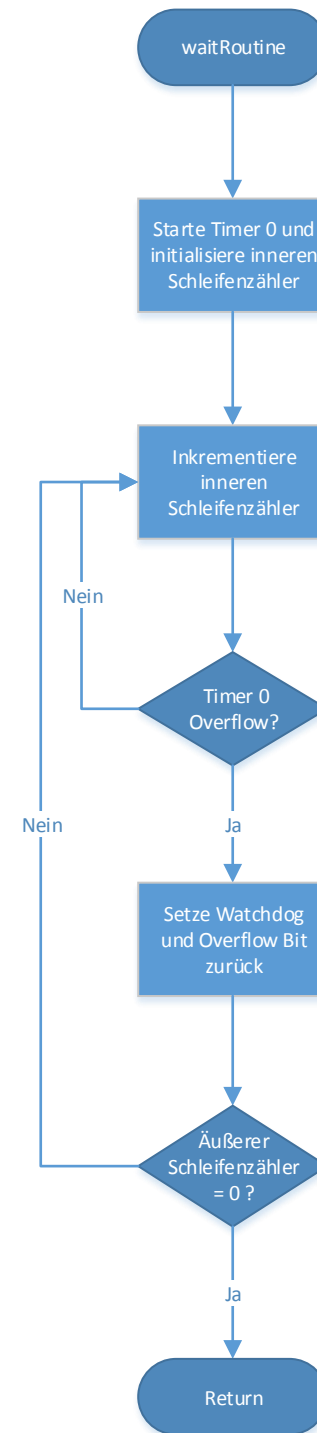 waitRoutine
Starte Timer 0 und
initialisiere inneren
Schleifenzähler
Inkrementiere
inneren
Schleifenzähler
Nein
Timer 0
Overflow?
Nein
Ja
Setze Watchdog
und Overflow Bit
zurück
Äußerer
Schleifenzähler
= 0 ?
Ja
Return